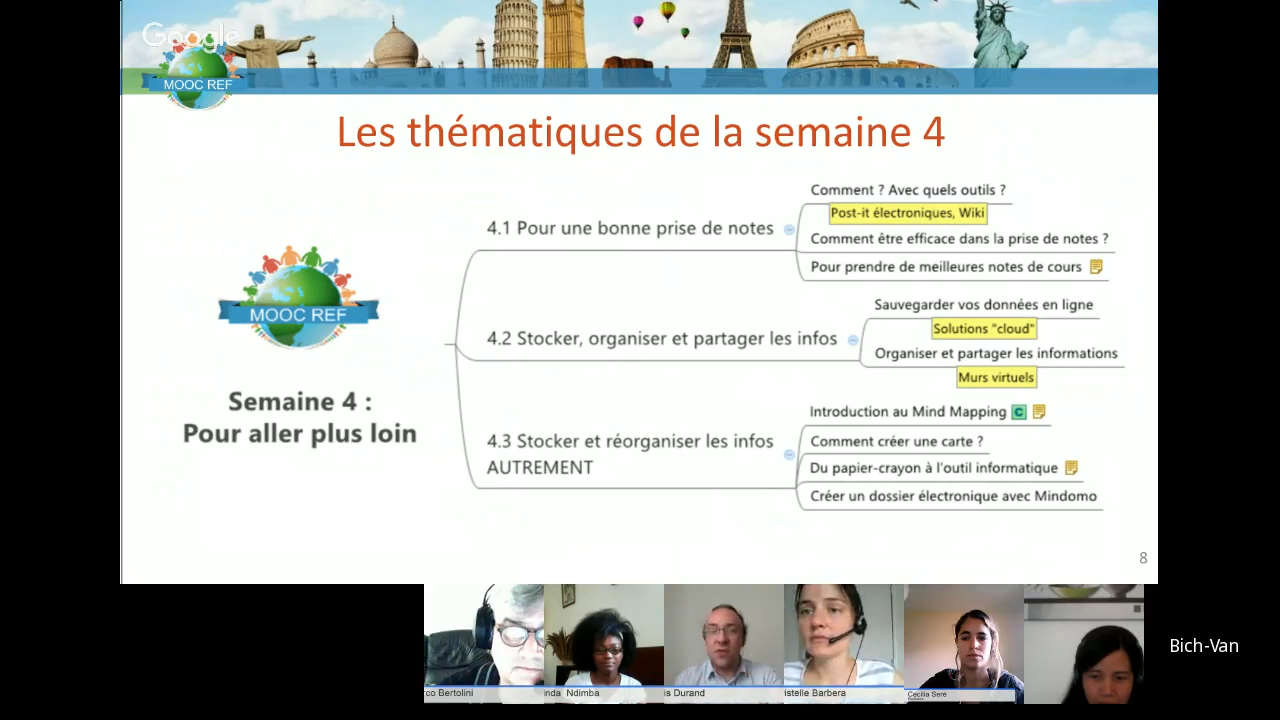 Google
MOOC REF
Les thématiques de la semaine 4
MOOC REF
Semaine 4 :
Pour aller plus loin
4.1 Pour une bonne prise de notes
Comment ? Avec quels outils ?
Post-it électroniques, Wiki
Comment être efficace dans la prise de notes ?
Pour prendre de meilleures notes de cours
4.2 Stocker, organiser et partager les infos
Sauvegarder vos données en ligne
Solutions "cloud"
Organiser et partager les informations
Murs virtuels
4.3 Stocker et réorganiser les infos
AUTREMENT
Introduction au Mind Mapping C
Comment créer une carte ?
Du papier-crayon à l'outil informatique
Créer un dossier électronique avec Mindomo
8
rco Bertolini
nda Ndimba
is Durand
istelle Barbera
Cecilia Seré
Bich-Van